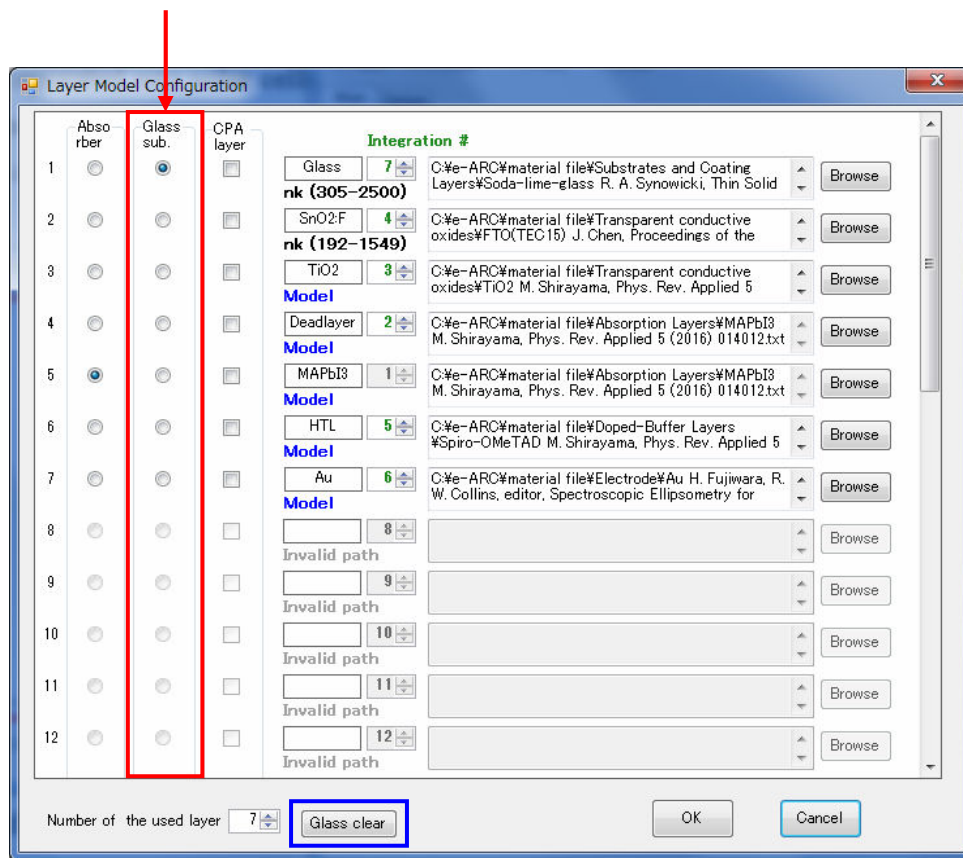 Layer Model Configuration
Abso
rber
Glass
sub.
CPA
layer
Integration #
1 Glass 7 C:¥e-ARC¥material file¥Substrates and Coating
Layers¥Soda-lime-glass R. A. Synowicki, Thin Solid Browse
nk (305-2500)
2 SnO2:F 4 C:¥e-ARC¥material file¥Transparent conductive
oxides¥FTO(TEC15) J. Chen, Proceedings of the Browse
nk (192-1549)
3 TiO2 3 C:¥e-ARC¥material file¥Transparent conductive
oxides¥TiO2 M. Shirayama, Phys. Rev. Applied 5 Browse
Model
4 Deadlayer 2 C:¥e-ARC¥material file¥Absorption Layers¥MAPbI3
M. Shirayama, Phys. Rev. Applied 5 (2016) 014012.txt Browse
Model
5 MAPbI3 1 C:¥e-ARC¥material file¥Absorption Layers¥MAPbI3
M. Shirayama, Phys. Rev. Applied 5 (2016) 014012.txt Browse
Model
6 HTL 5 C:¥e-ARC¥material file¥Doped-Buffer Layers
¥Spiro-OMeTAD M. Shirayama, Phys. Rev. Applied 5 Browse
Model
7 Au 6 C:¥e-ARC¥material file¥Electrode¥Au H. Fujiwara, R.
W. Collins, editor, Spectroscopic Ellipsometry for Browse
Model
8 8 Browse
Invalid path
9 9 Browse
Invalid path
10 10 Browse
Invalid path
11 11 Browse
Invalid path
12 12 Browse
Invalid path
Number of the used layer 7 Glass clear OK Cancel